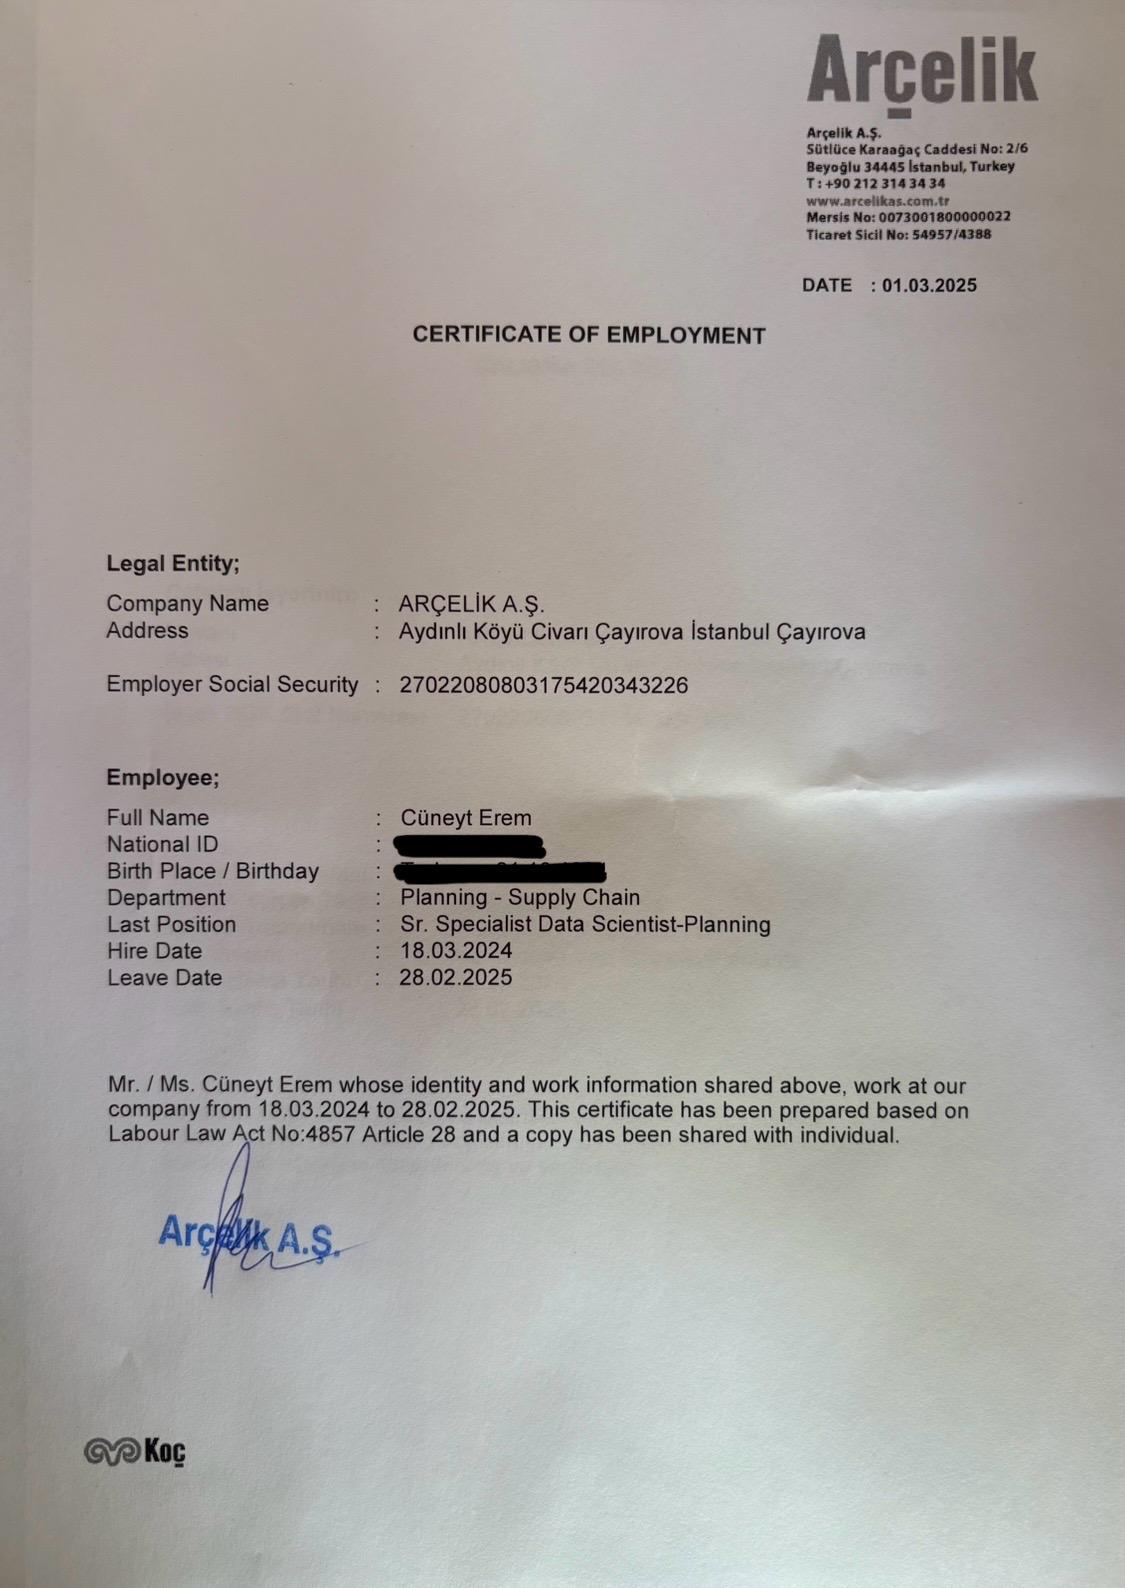 Arçelik
Arçelik A.Ş.
Sütlüce Karaağaç Caddesi No: 2/6
Beyoğlu 34445 İstanbul, Turkey
T : +90 212 314 34 34
www.arcelikas.com.tr
Mersis No: 0073001800000022
Ticaret Sicil No: 54957/4388
DATE : 01.03.2025
CERTIFICATE OF EMPLOYMENT
Legal Entity;
Company Name : ARÇELİK A.Ş.
Address : Aydınlı Köyü Civarı Çayırova İstanbul Çayırova
Employer Social Security : 27022080803175420343226
Employee;
Full Name : Cüneyt Erem
National ID :
Birth Place / Birthday :
Department : Planning - Supply Chain
Last Position : Sr. Specialist Data Scientist-Planning
Hire Date : 18.03.2024
Leave Date : 28.02.2025
Mr. / Ms. Cüneyt Erem whose identity and work information shared above, work at our
company from 18.03.2024 to 28.02.2025. This certificate has been prepared based on
Labour Law Act No:4857 Article 28 and a copy has been shared with individual.
Arçelik A.Ş.
Koç